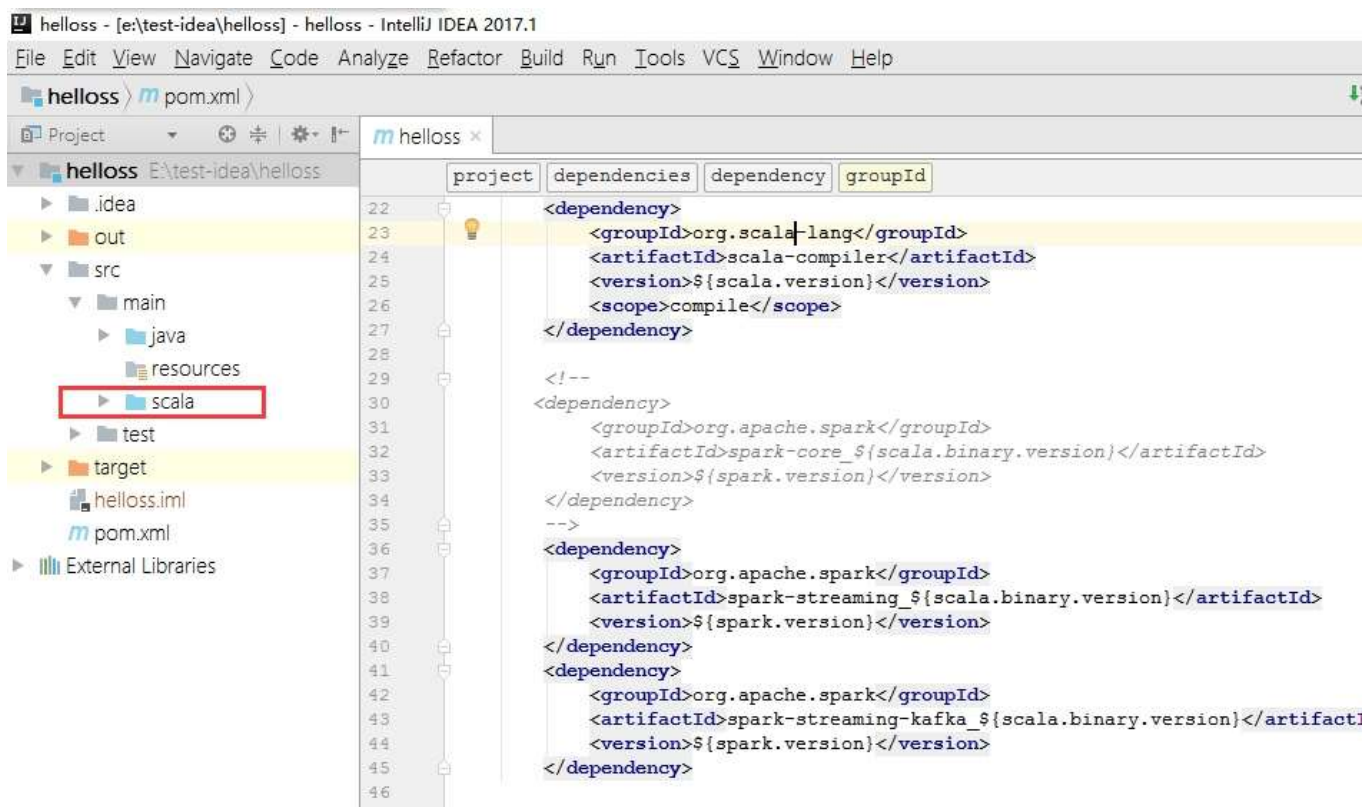 helloss - [e:\test-idea\helloss] - helloss - IntelliJ IDEA 2017.1
File Edit View Navigate Code Analyze Refactor Build Run Tools VCS Window Help
helloss m pom.xml
Project
m helloss ×
helloss E:\test-idea\helloss
.idea
out
src
main
java
resources
scala
test
target
helloss.iml
m pom.xml
External Libraries
project dependencies dependency groupId
22 <dependency>
23 <groupId>org.scala-lang</groupId>
24 <artifactId>scala-compiler</artifactId>
25 <version>${scala.version}</version>
26 <scope>compile</scope>
27 </dependency>
28
29 <!--
30 <dependency>
31 <groupId>org.apache.spark</groupId>
32 <artifactId>spark-core_${scala.binary.version}</artifactId>
33 <version>${spark.version}</version>
34 </dependency>
35 -->
36 <dependency>
37 <groupId>org.apache.spark</groupId>
38 <artifactId>spark-streaming_${scala.binary.version}</artifactId>
39 <version>${spark.version}</version>
40 </dependency>
41 <dependency>
42 <groupId>org.apache.spark</groupId>
43 <artifactId>spark-streaming-kafka_${scala.binary.version}</artifactI
44 <version>${spark.version}</version>
45 </dependency>
46